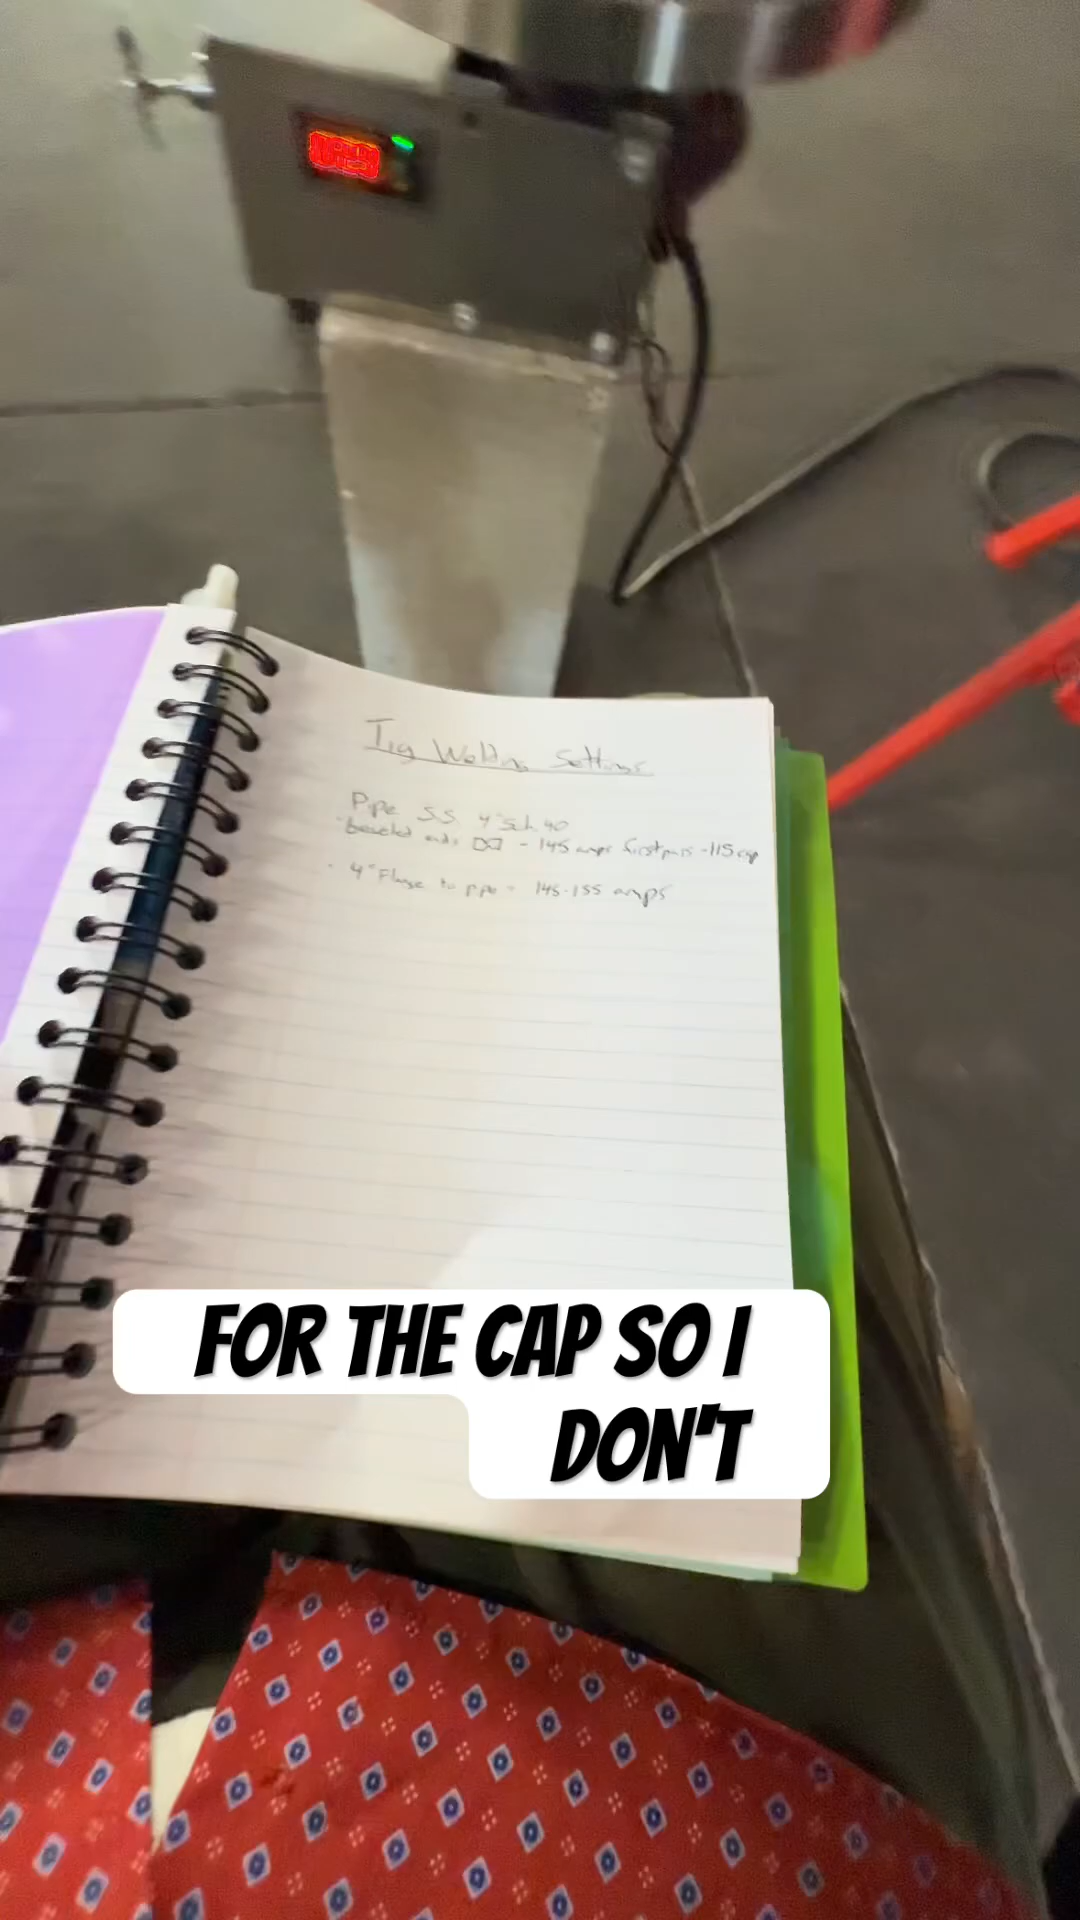 Tig Welding Settings
Pipe S.S. 4" Sch. 40
- beveled ends - 145 amps first pass - 115 cap
- 4" Flange to pipe = 145-155 amps
FOR THE CAP SO I
DON'T